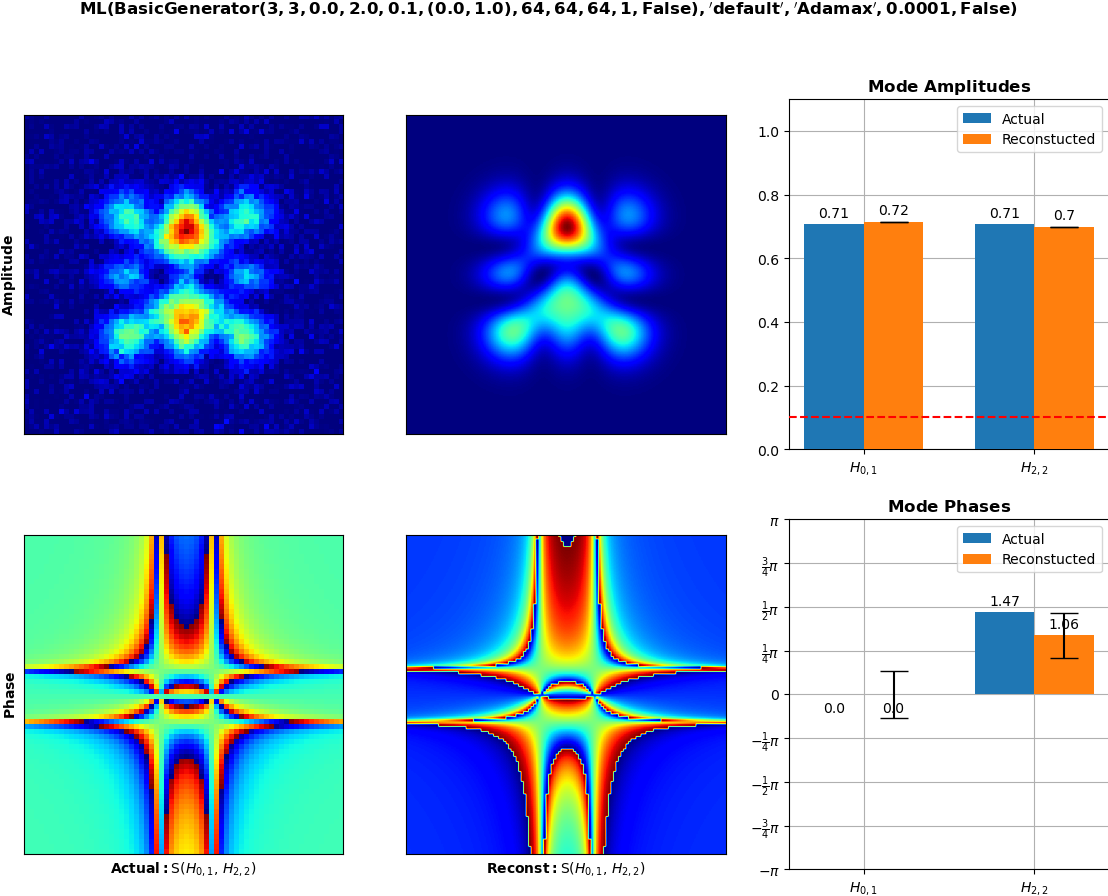 ML(BasicGenerator(3, 3, 0.0, 2.0, 0.1, (0.0, 1.0), 64, 64, 64, 1, False), 'default', 'Adamax', 0.0001, False)
Amplitude
Mode Amplitudes
Actual
Reconstucted
1.0
0.8
0.6
0.4
0.2
0.0
0.71
0.72
0.71
0.7
H0, 1
H2, 2
Phase
Actual: S(H0, 1, H2, 2)
Reconst: S(H0, 1, H2, 2)
Mode Phases
Actual
Reconstucted
π
3/4π
1/2π
1/4π
0
−1/4π
−1/2π
−3/4π
−π
0.0
0.0
1.47
1.06
H0, 1
H2, 2